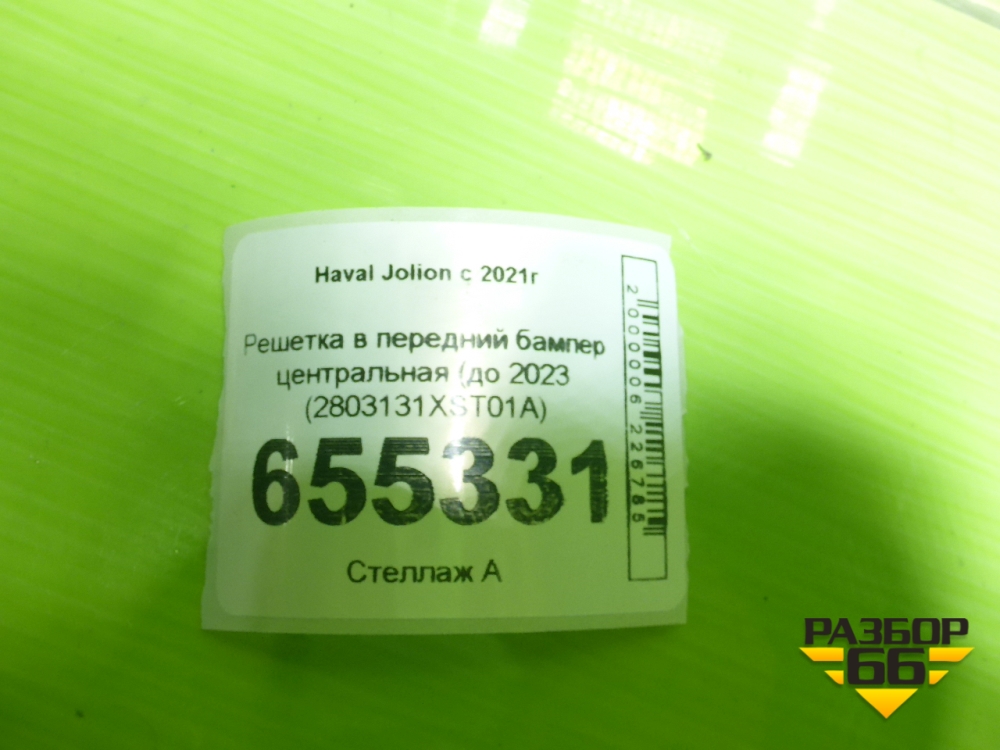 Haval Jolion с 2021г
Решетка в передний бампер
центральная (до 2023
(2803131XST01A)
655331
Стеллаж А
2000006226785
РАЗБОР
66